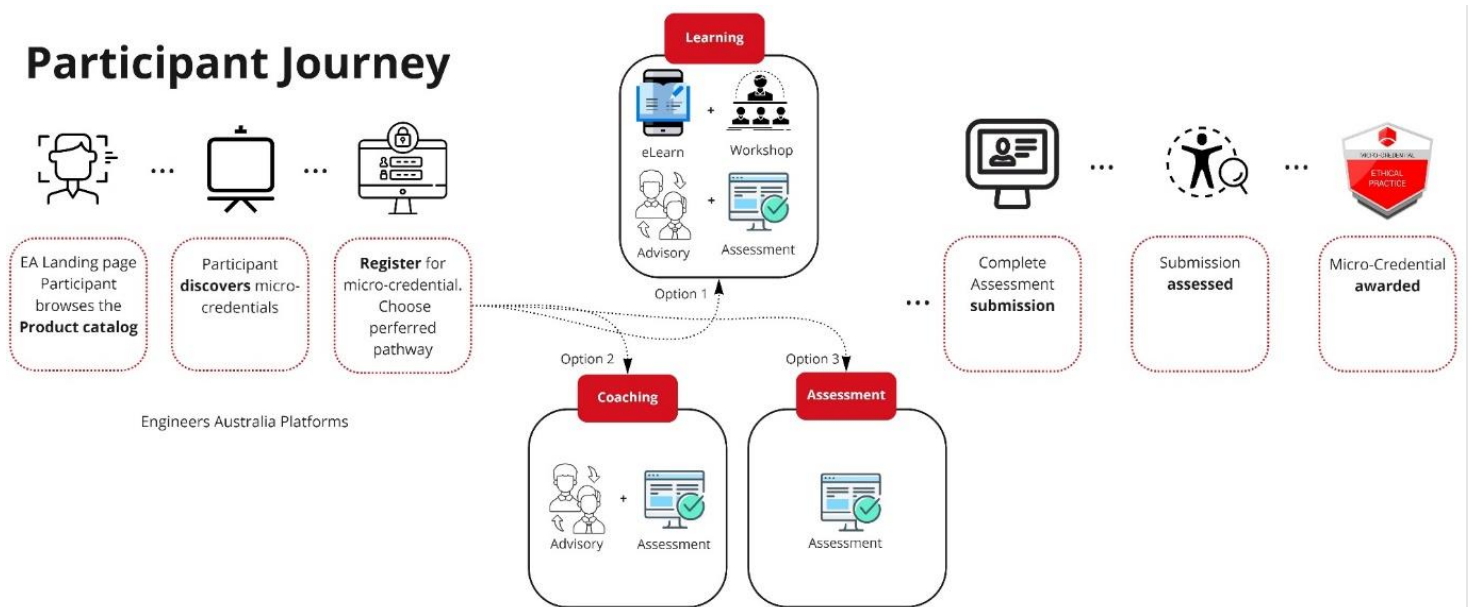 Participant Journey
EA Landing page
Participant
browses the
Product catalog
Participant
discovers micro-
credentials
Register for
micro-credential.
Choose
perferred
pathway
Engineers Australia Platforms
Learning
+
eLearn
Workshop
+
Advisory
Assessment
Option 1
Option 2
Coaching
+
Advisory
Assessment
Option 3
Assessment
Assessment
...
Complete
Assessment
submission
Submission
assessed
MICRO-CREDENTIAL
ETHICAL
PRACTICE
Micro-Credential
awarded